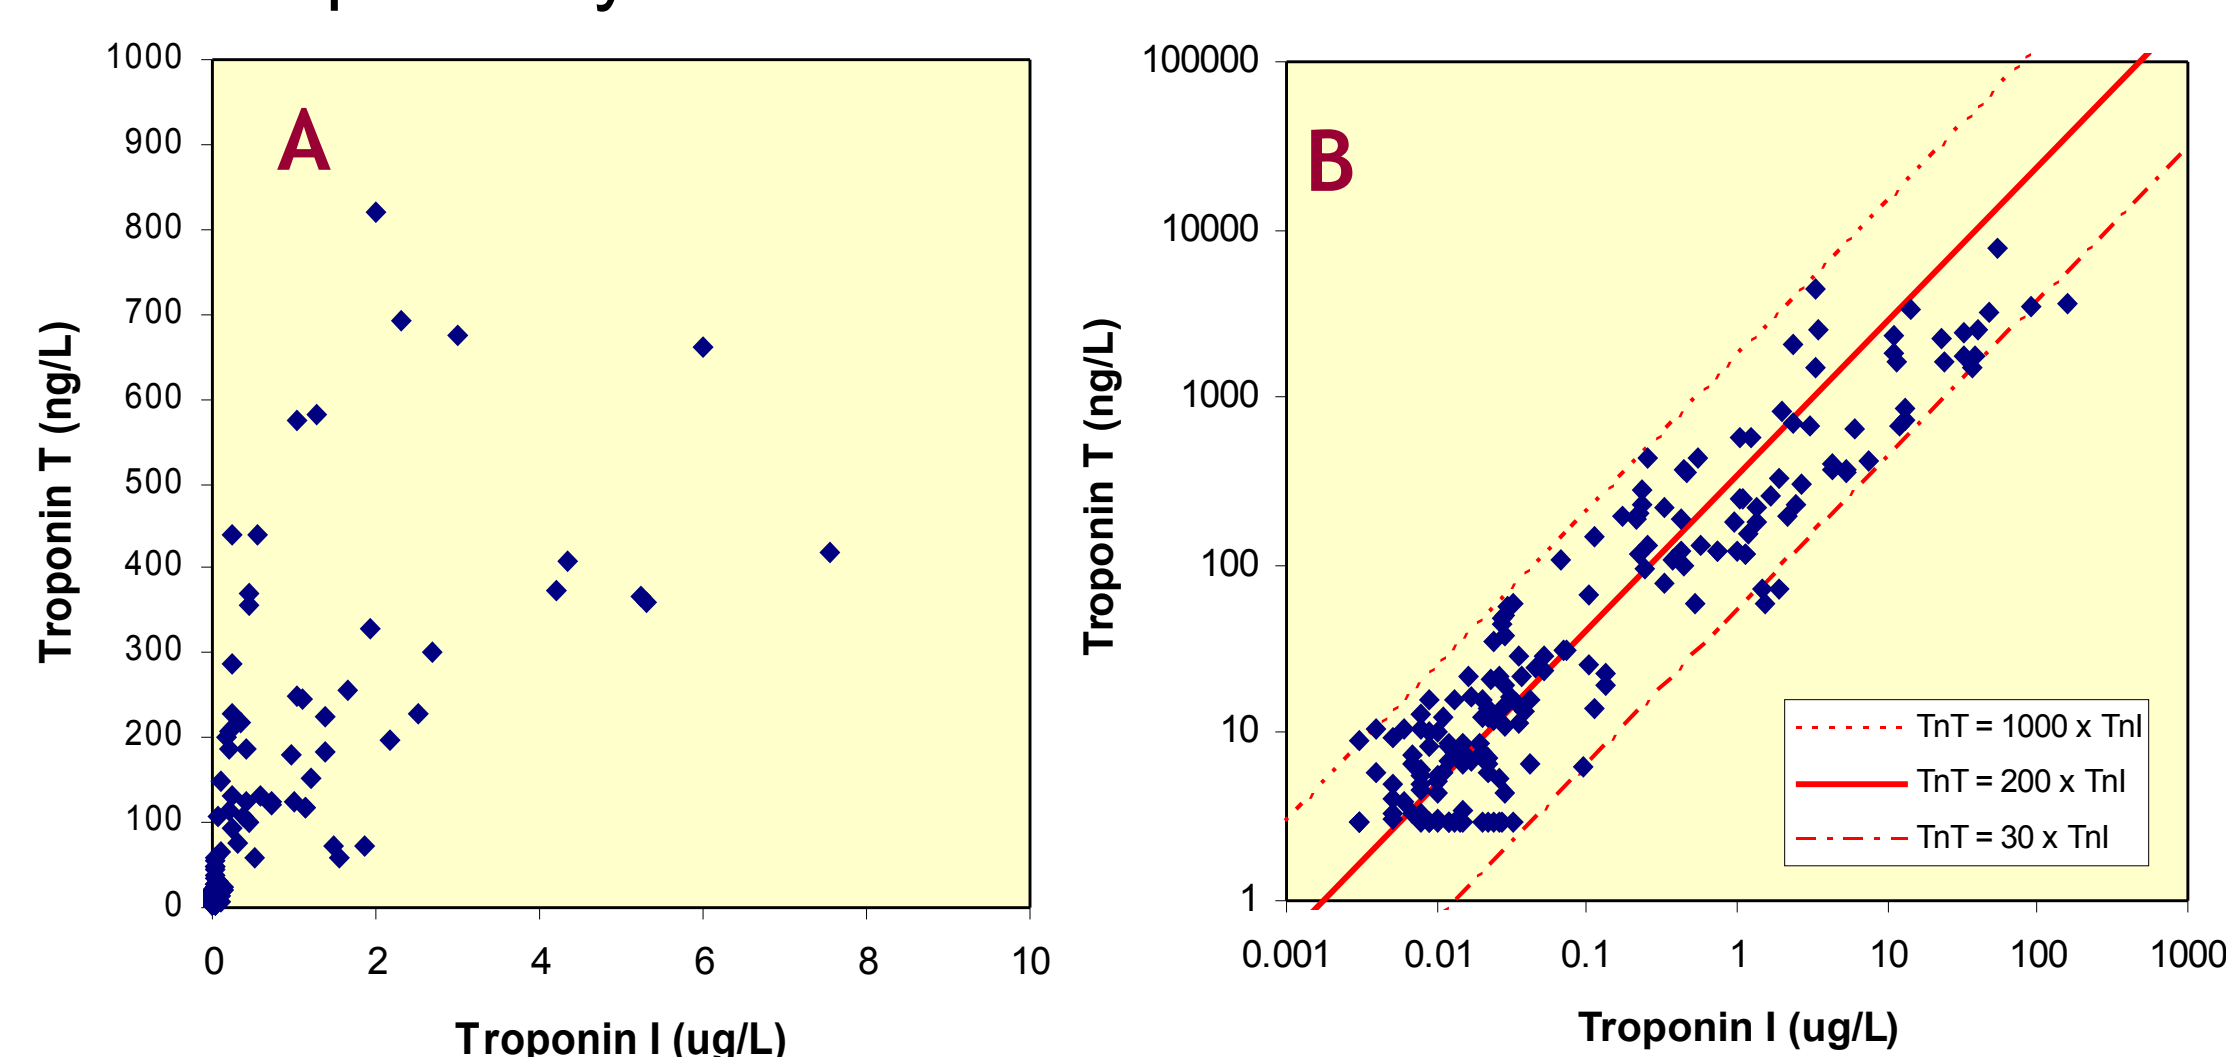 A
1000
900
800
700
600
500
400
300
200
100
0
Troponin T (ng/L)
0 2 4 6 8 10
Troponin I (ug/L)
B
100000
10000
1000
100
10
1
Troponin T (ng/L)
TnT = 1000 x TnI
TnT = 200 x TnI
TnT = 30 x TnI
0.001 0.01 0.1 1 10 100 1000
Troponin I (ug/L)